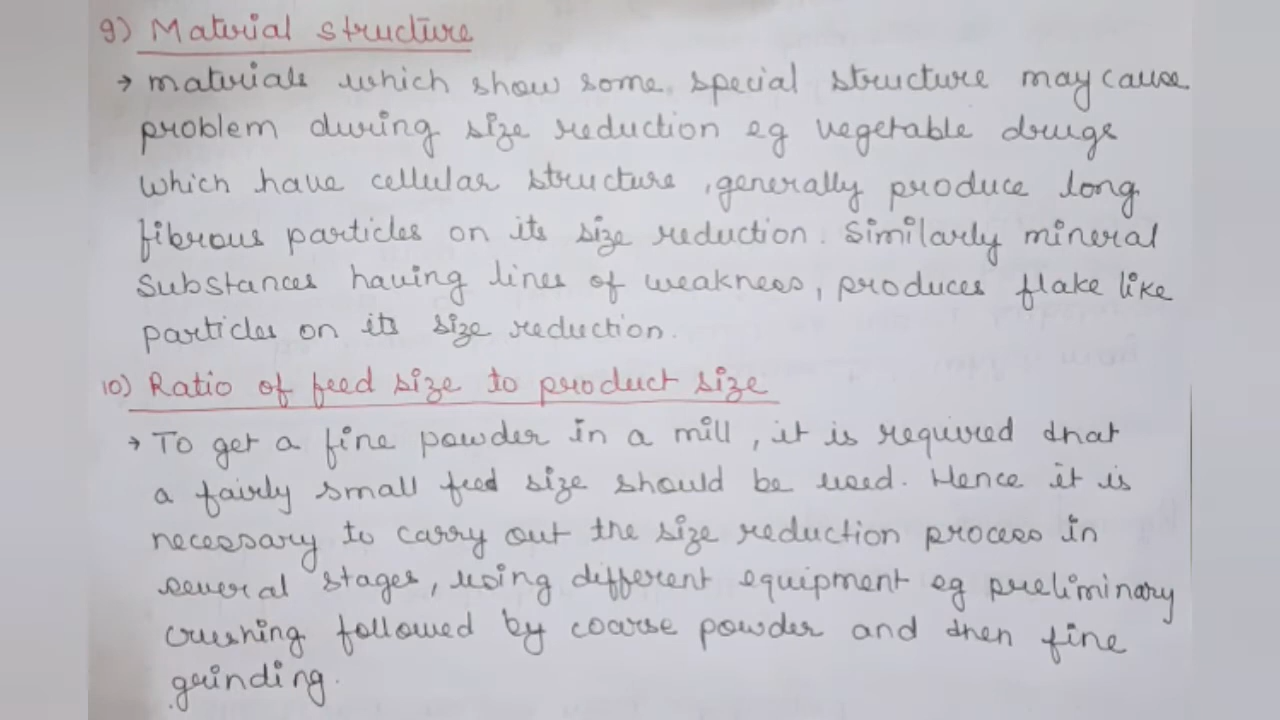 9) Material structure
→ materials which show some special structure may cause
problem during size reduction eg vegetable drugs
which have cellular structure, generally produce long
fibrous particles on its size reduction. Similarly mineral
substances having lines of weakness, produces flake like
particles on its size reduction.
10) Ratio of feed size to product size
→ To get a fine powder in a mill, it is required that
a fairly small feed size should be used. Hence it is
necessary to carry out the size reduction process in
several stages, using different equipment eg preliminary
crushing followed by coarse powder and then fine
grinding.